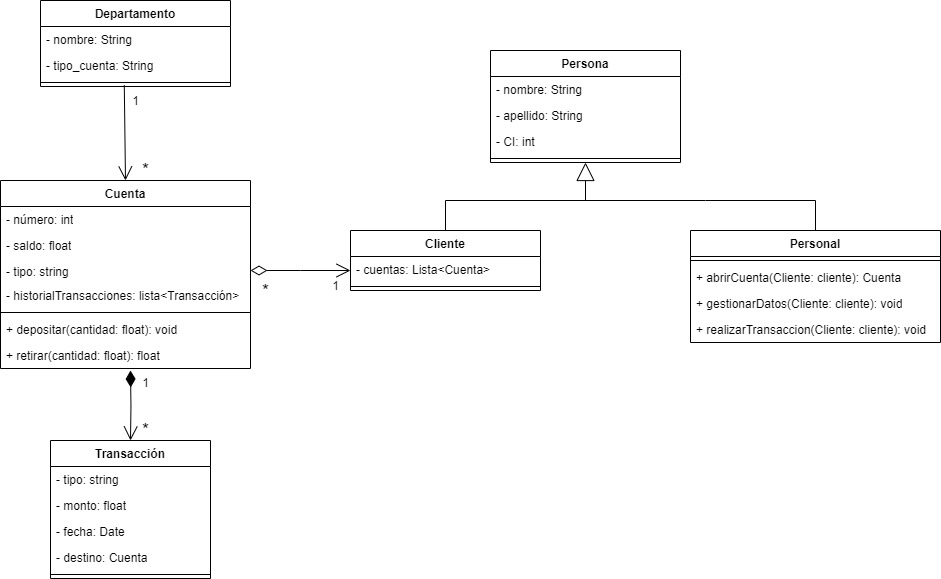 Departamento
- nombre: String
- tipo_cuenta: String
1
*
Cuenta
- número: int
- saldo: float
- tipo: string
- historialTransacciones: lista<Transacción>
+ depositar(cantidad: float): void
+ retirar(cantidad: float): float
1
*
Transacción
- tipo: string
- monto: float
- fecha: Date
- destino: Cuenta
*
1
Persona
- nombre: String
- apellido: String
- CI: int
Cliente
- cuentas: Lista<Cuenta>
Personal
+ abrirCuenta(Cliente: cliente): Cuenta
+ gestionarDatos(Cliente: cliente): void
+ realizarTransaccion(Cliente: cliente): void